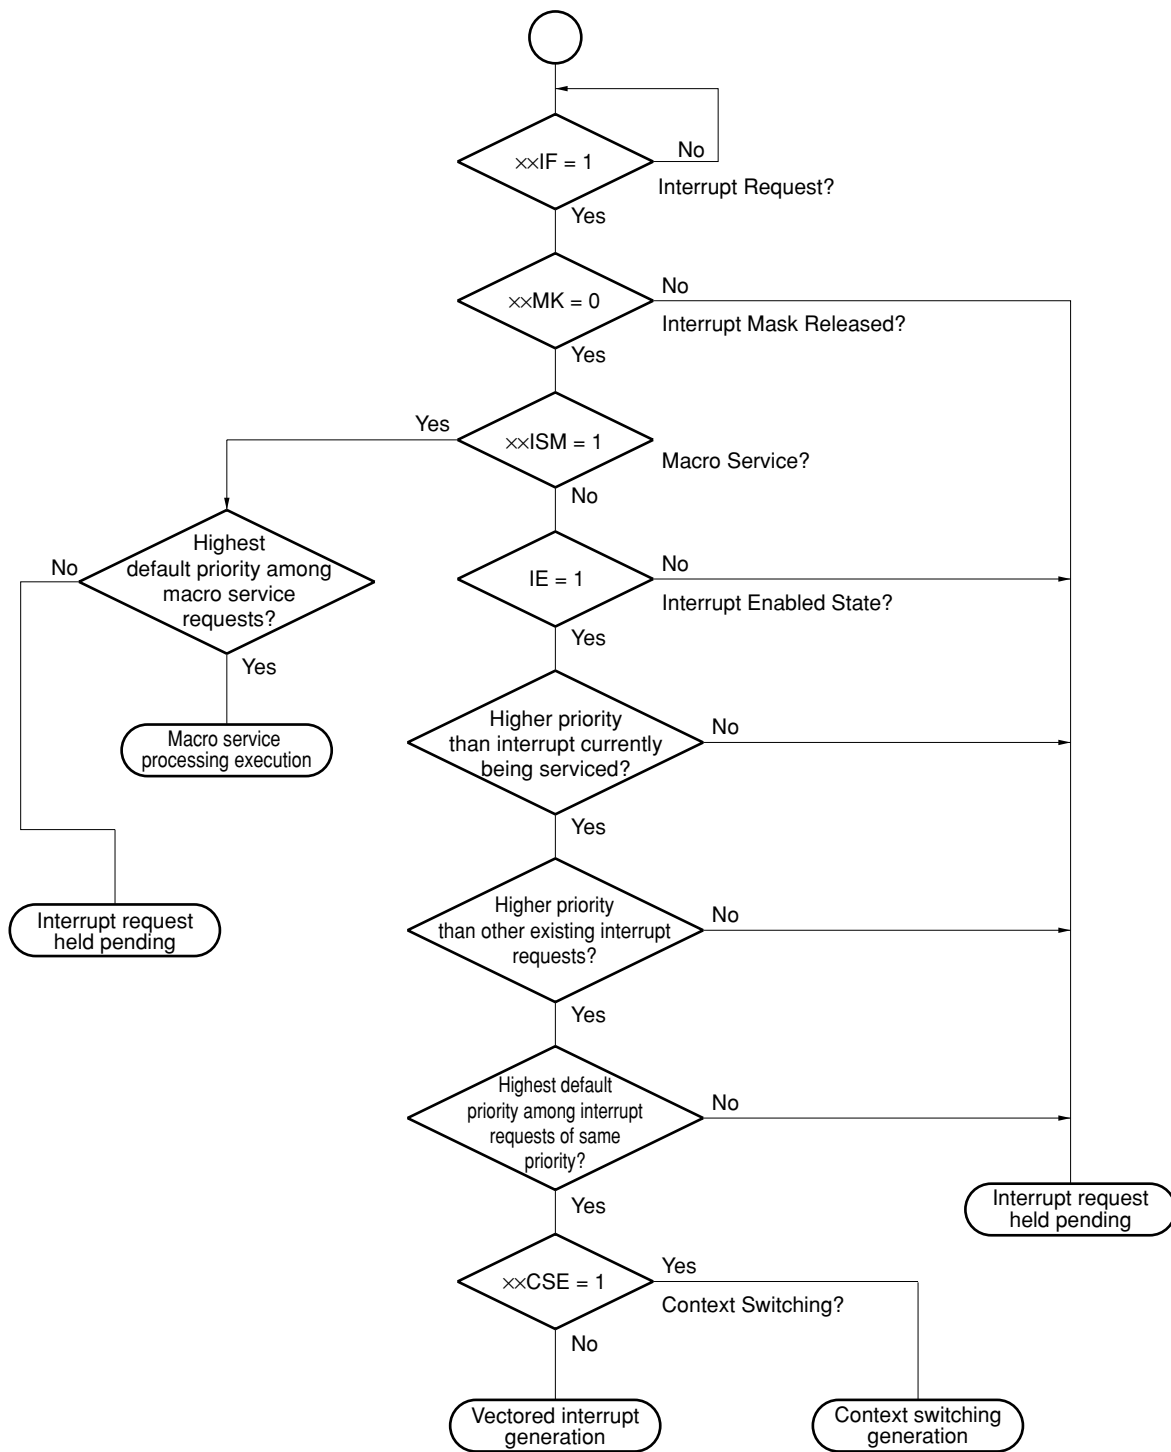 ××IF = 1
No
Interrupt Request?
Yes
××MK = 0
No
Interrupt Mask Released?
Yes
Yes
××ISM = 1
Macro Service?
No
Highest
default priority among
macro service
requests?
No
Yes
IE = 1
No
Interrupt Enabled State?
Yes
Macro service
processing execution
Higher priority
than interrupt currently
being serviced?
No
Yes
Interrupt request
held pending
Higher priority
than other existing interrupt
requests?
No
Yes
Highest default
priority among interrupt
requests of same
priority?
No
Yes
Interrupt request
held pending
××CSE = 1
Yes
Context Switching?
No
Vectored interrupt
generation
Context switching
generation